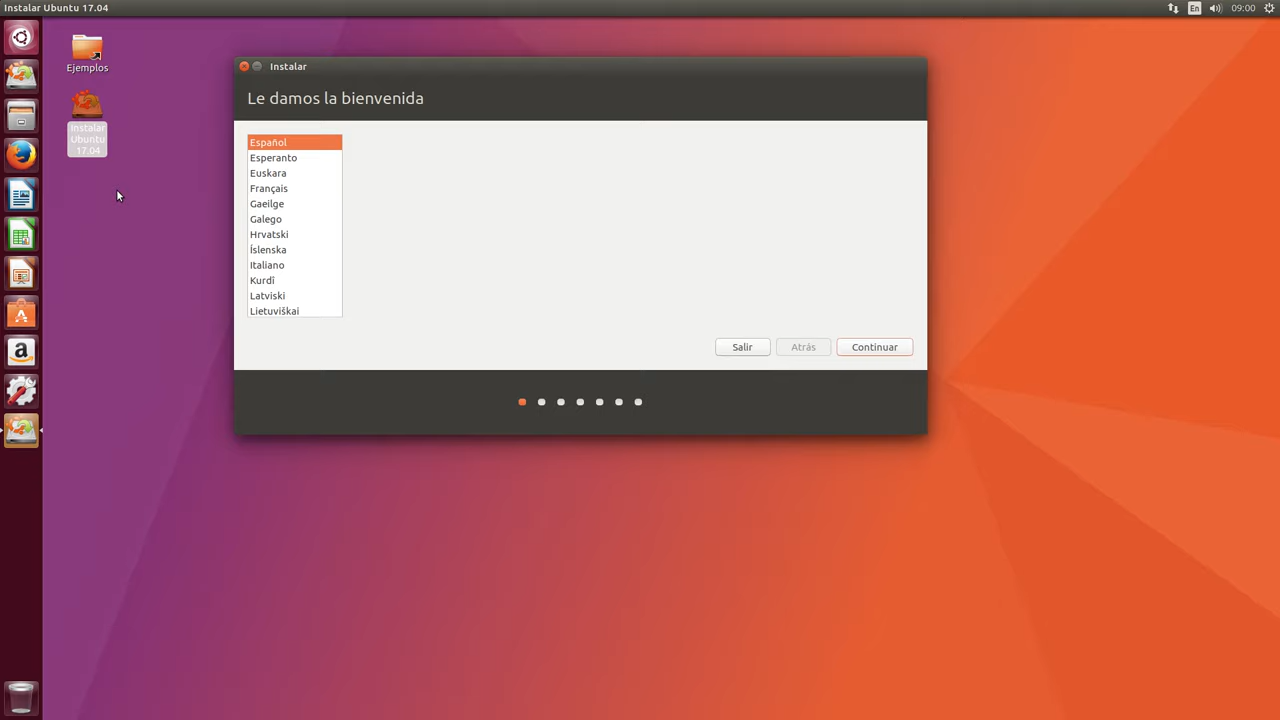 Instalar Ubuntu 17.04
En
09:00
Ejemplos
Instalar
Ubuntu
17.04
Instalar
Le damos la bienvenida
Español
Esperanto
Euskara
Français
Gaeilge
Galego
Hrvatski
Íslenska
Italiano
Kurdî
Latviski
Lietuviškai
Salir
Atrás
Continuar